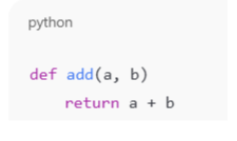 python
def add(a, b)
    return a + b